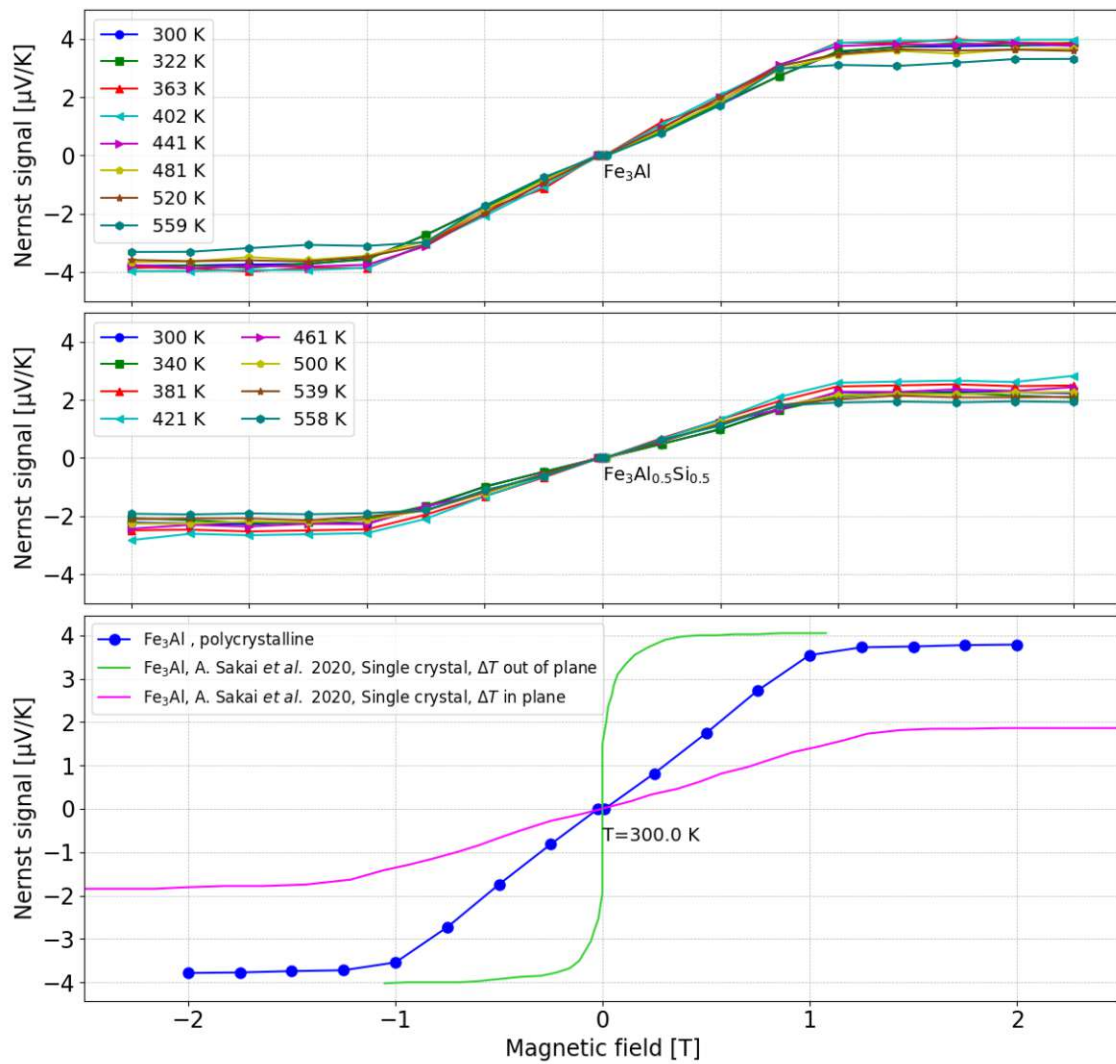 Nernst signal [µV/K]
4
2
0
−2
−4
300 K
322 K
363 K
402 K
441 K
481 K
520 K
559 K
Fe₃Al
Nernst signal [µV/K]
4
2
0
−2
−4
300 K
340 K
381 K
421 K
461 K
500 K
539 K
558 K
Fe₃Al₀.₅Si₀.₅
Nernst signal [µV/K]
4
3
2
1
0
−1
−2
−3
−4
Fe₃Al , polycrystalline
Fe₃Al, A. Sakai et al. 2020, Single crystal, ΔT out of plane
Fe₃Al, A. Sakai et al. 2020, Single crystal, ΔT in plane
T=300.0 K
−2
−1
0
1
2
Magnetic field [T]